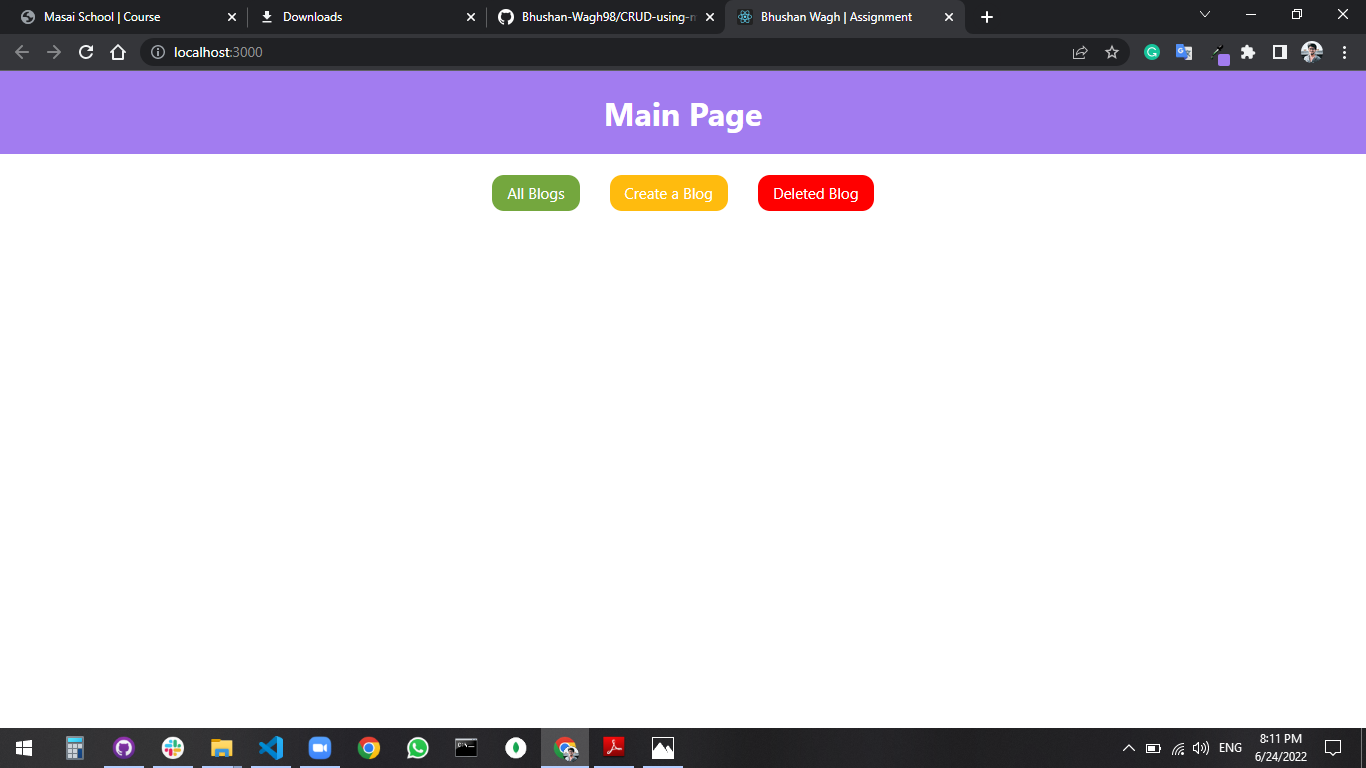 Masai School | Course
Downloads
Bhushan-Wagh98/CRUD-using-
Bhushan Wagh | Assignment
localhost:3000
Main Page
All Blogs
Create a Blog
Deleted Blog
ENG
8:11 PM
6/24/2022